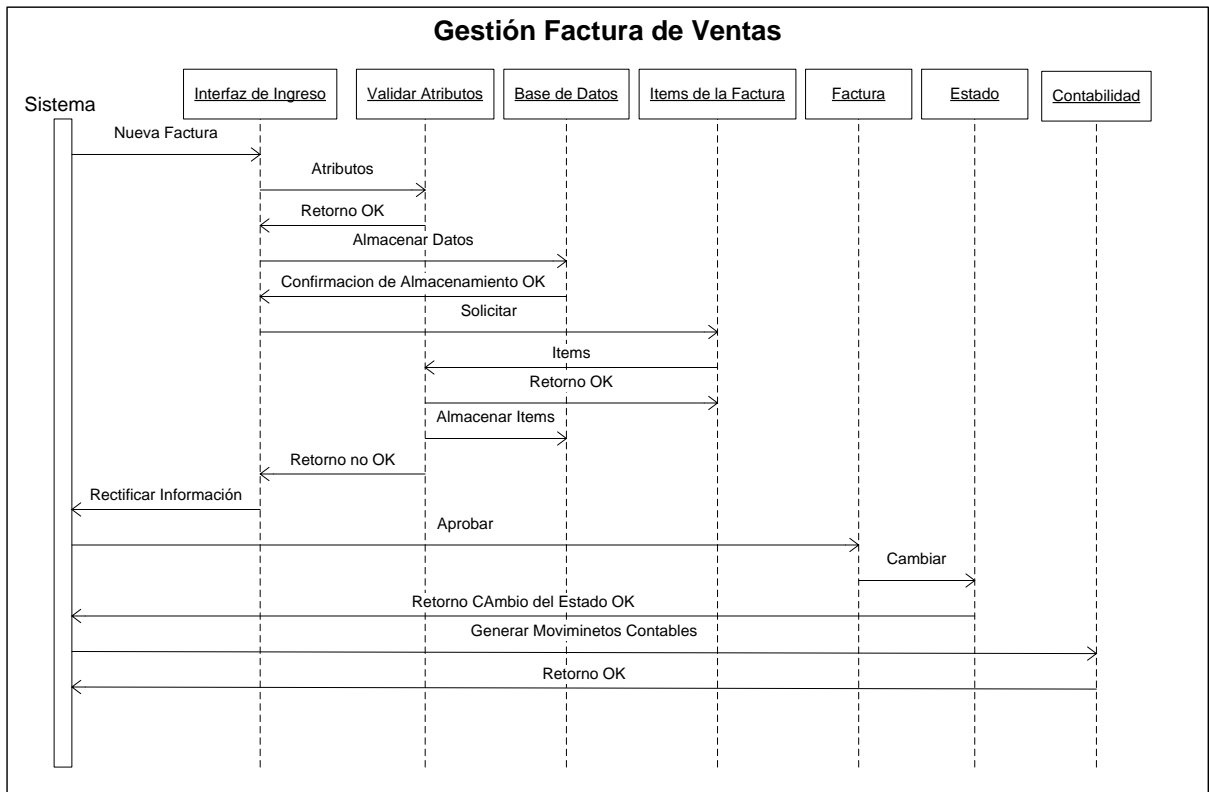 Gestión Factura de Ventas
Sistema
Interfaz de Ingreso
Validar Atributos
Base de Datos
Items de la Factura
Factura
Estado
Contabilidad
Nueva Factura
Atributos
Retorno OK
Almacenar Datos
Confirmacion de Almacenamiento OK
Solicitar
Items
Retorno OK
Almacenar Items
Retorno no OK
Rectificar Información
Aprobar
Cambiar
Retorno CAmbio del Estado OK
Generar Moviminetos Contables
Retorno OK